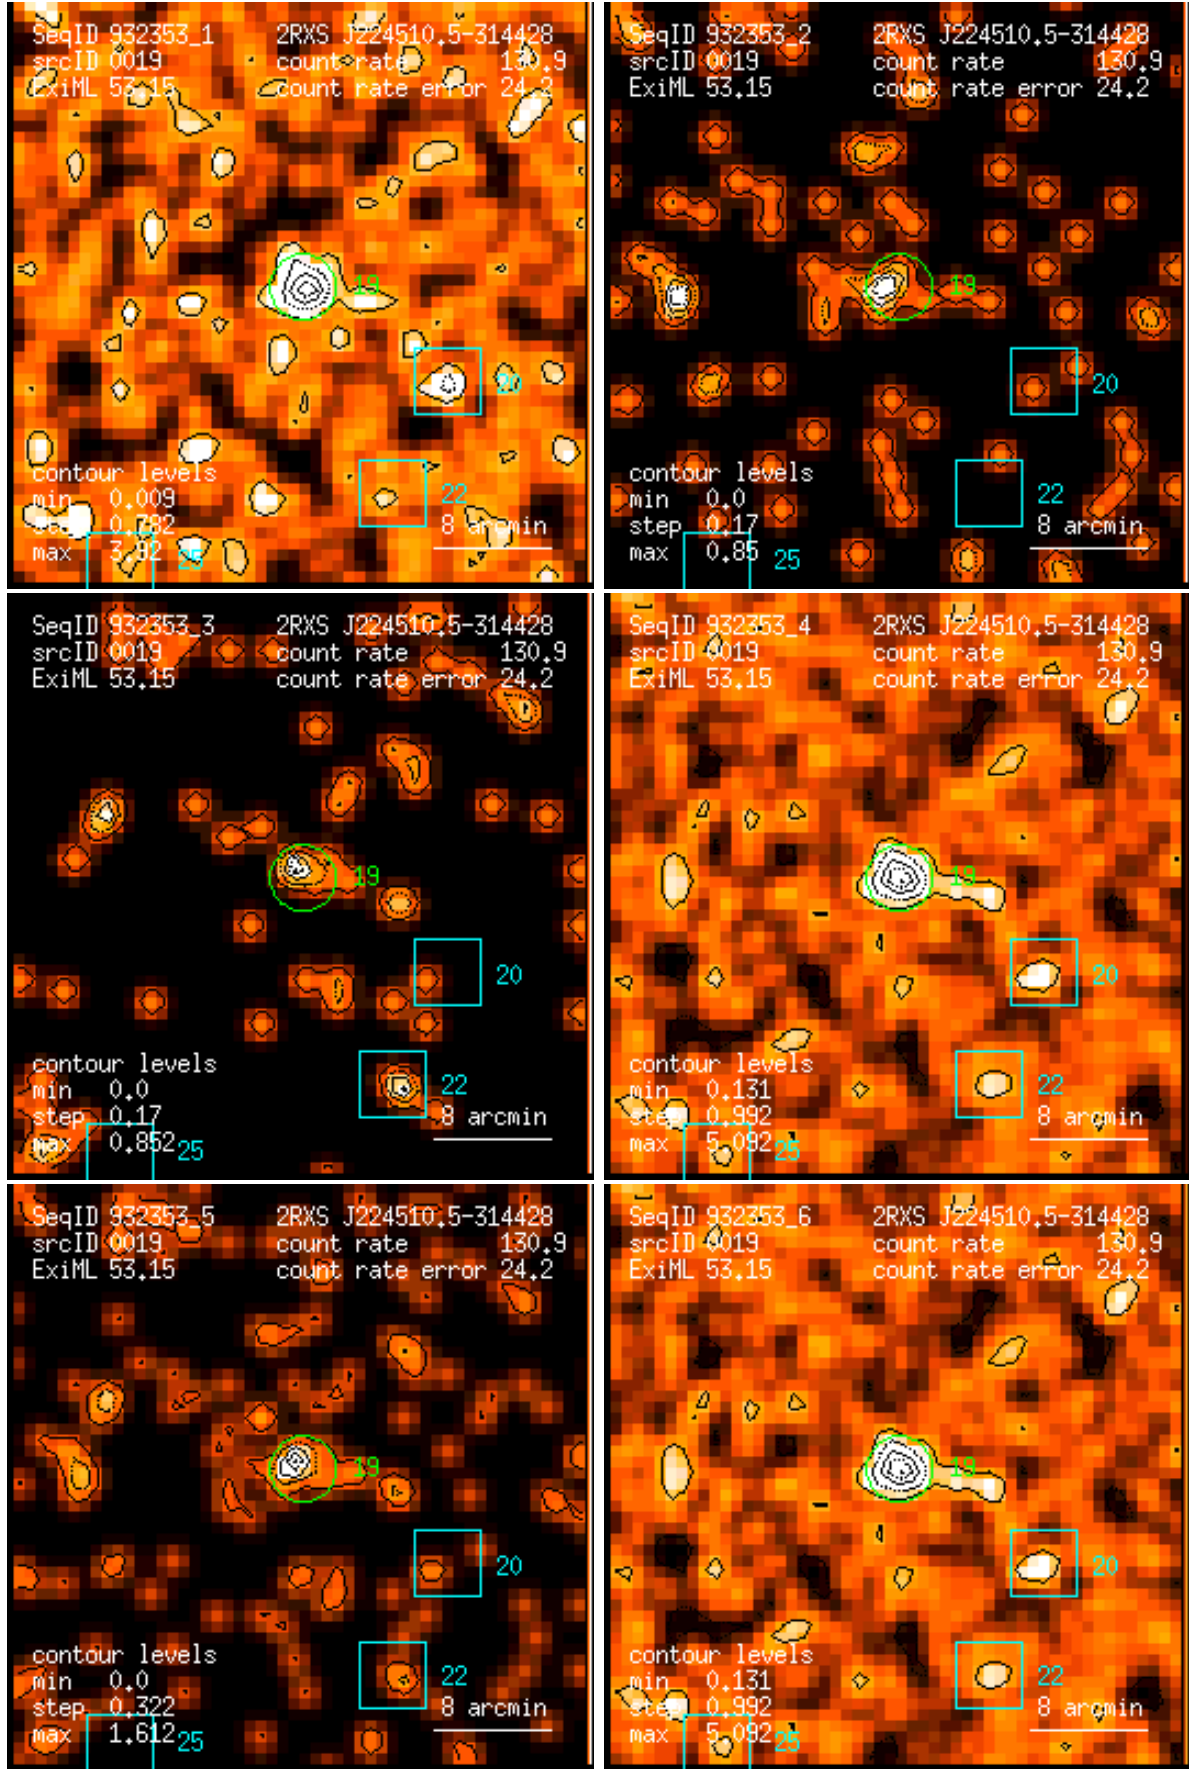 SeqID 932353_1 2RXS J224510.5-314428
srcID 0019 count rate 130.9
ExiML 53.15 count rate error 24.2
19
20
contour levels
min 0.009
22
step 0.782
8 arcmin
max 3.92
25
SeqID 932353_2 2RXS J224510.5-314428
srcID 0019 count rate 130.9
ExiML 53.15 count rate error 24.2
19
20
contour levels
min 0.0
22
step 0.17
8 arcmin
max 0.85
25
SeqID 932353_3 2RXS J224510.5-314428
srcID 0019 count rate 130.9
ExiML 53.15 count rate error 24.2
19
20
contour levels
min 0.0
22
step 0.17
8 arcmin
max 0.852
25
SeqID 932353_4 2RXS J224510.5-314428
srcID 0019 count rate 130.9
ExiML 53.15 count rate error 24.2
19
20
contour levels
min 0.131
22
step 0.992
8 arcmin
max 5.092
25
SeqID 932353_5 2RXS J224510.5-314428
srcID 0019 count rate 130.9
ExiML 53.15 count rate error 24.2
19
20
contour levels
min 0.0
22
step 0.322
8 arcmin
max 1.612
25
SeqID 932353_6 2RXS J224510.5-314428
srcID 0019 count rate 130.9
ExiML 53.15 count rate error 24.2
19
20
contour levels
min 0.131
22
step 0.992
8 arcmin
max 5.092
25